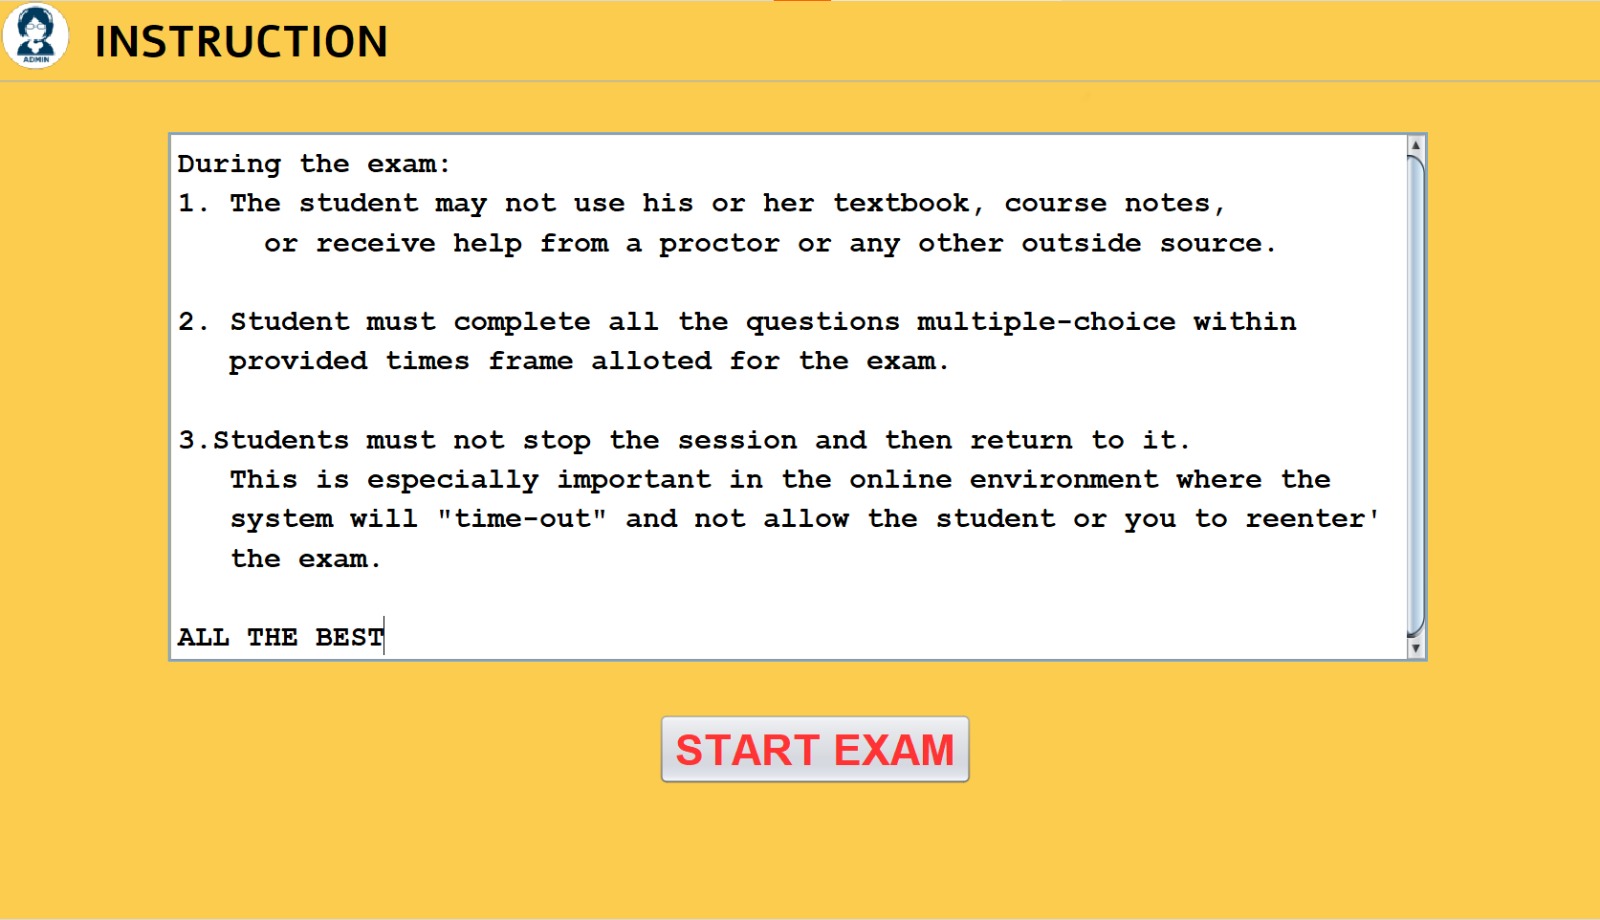 ADMIN
INSTRUCTION
During the exam:
1. The student may not use his or her textbook, course notes,
or receive help from a proctor or any other outside source.
2. Student must complete all the questions multiple-choice within
provided times frame alloted for the exam.
3.Students must not stop the session and then return to it.
This is especially important in the online environment where the
system will "time-out" and not allow the student or you to reenter'
the exam.
ALL THE BEST
START EXAM